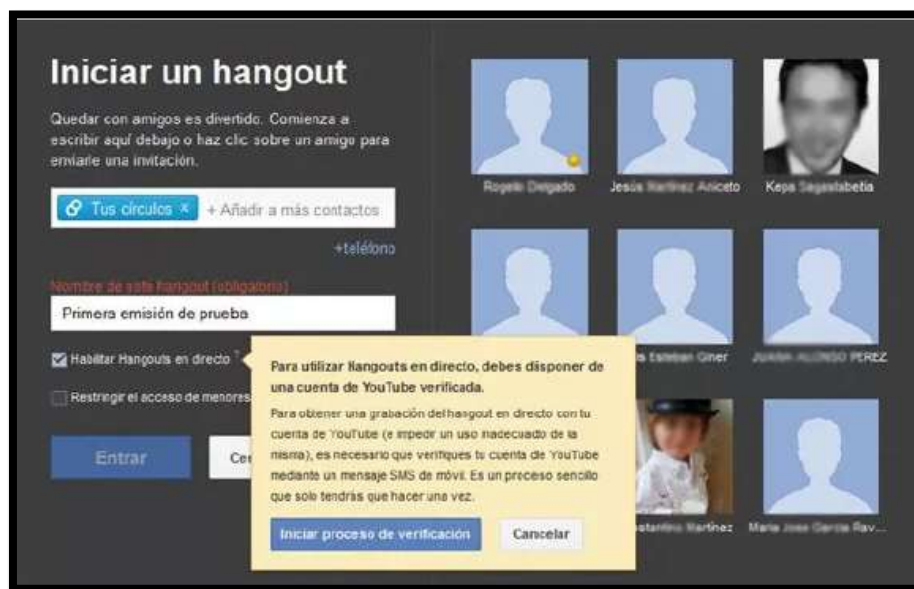 Iniciar un hangout
Quedar con amigos es divertido. Comienza a
escribir aquí debajo o haz clic sobre un amigo para
enviarle una invitación.
Tus círculos x + Añadir a más contactos
+teléfono
Nombre de este hangout (obligatorio)
Primera emisión de prueba
Habilitar Hangouts en directo
Restringir el acceso de menores
Entrar
Para utilizar Hangouts en directo, debes disponer de
una cuenta de YouTube verificada.
Para obtener una grabación del hangout en directo con tu
cuenta de YouTube (e impedir un uso inadecuado de la
misma), es necesario que verifiques tu cuenta de YouTube
mediante un mensaje SMS de móvil. Es un proceso sencillo
que solo tendrás que hacer una vez.
Iniciar proceso de verificación Cancelar
Delgado
Jesús Aniceto
Kepa
Esteban Giner
PEREZ
Martinez
Maria Rav...